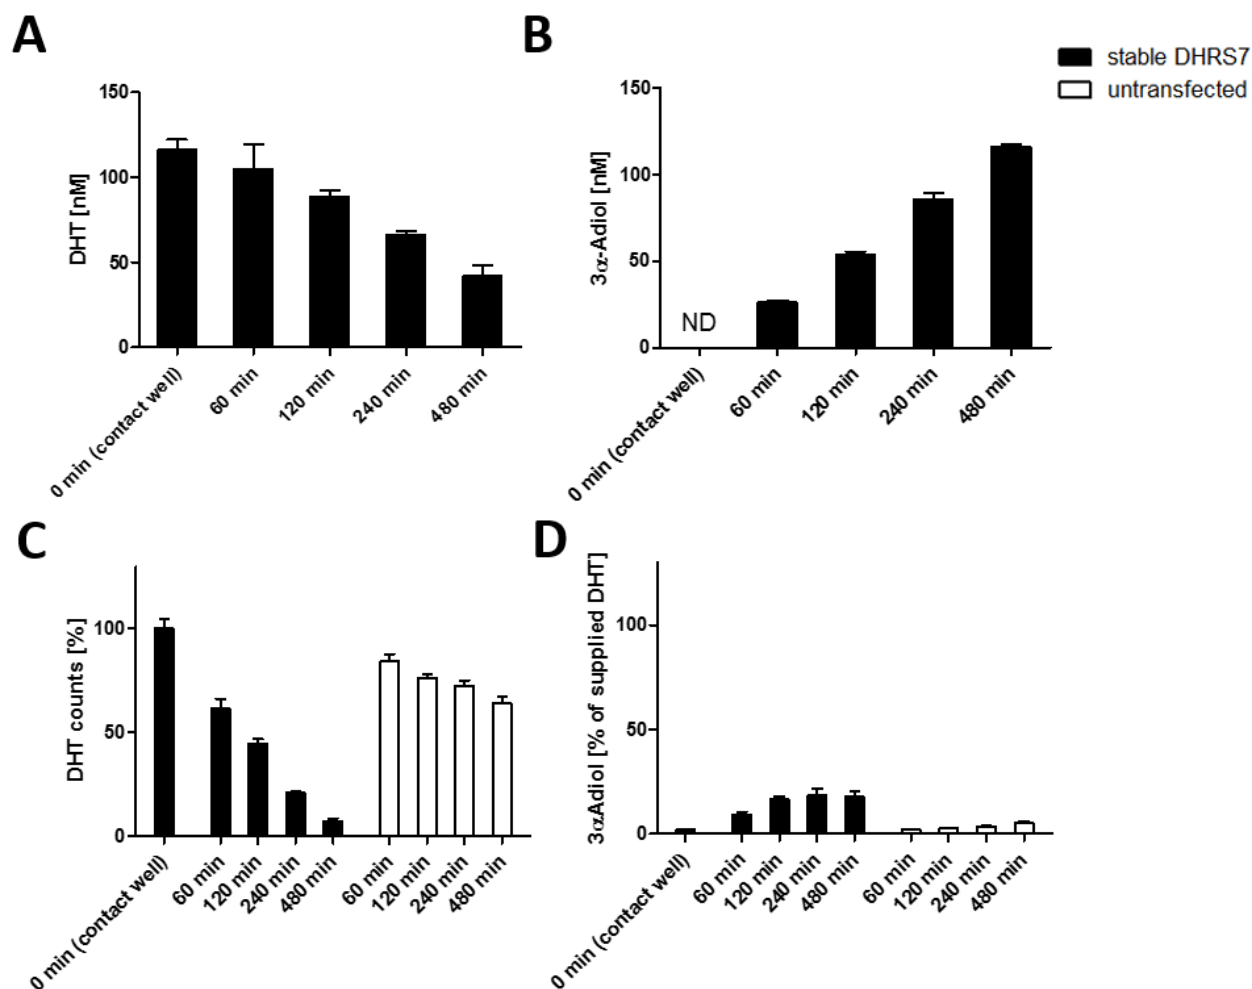 A
B
stable DHRS7
untransfected
DHT [nM]
150
100
50
0
0 min (contact well)
60 min
120 min
240 min
480 min
3α-Adiol [nM]
150
100
50
0
ND
0 min (contact well)
60 min
120 min
240 min
480 min
C
D
DHT counts [%]
100
50
0
0 min (contact well)
60 min
120 min
240 min
480 min
60 min
120 min
240 min
480 min
3αAdiol [% of supplied DHT]
100
50
0
0 min (contact well)
60 min
120 min
240 min
480 min
60 min
120 min
240 min
480 min